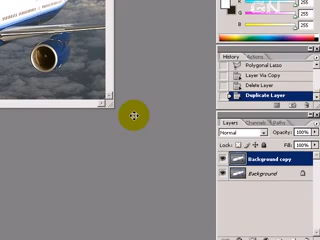 K 255
G 255
B 255
GN
History Actions
Polygonal Lasso
Layer Via Copy
Delete Layer
Duplicate Layer
Layers Channels Paths
Normal Opacity: 100%
Lock: Fill: 100%
Background copy
Background